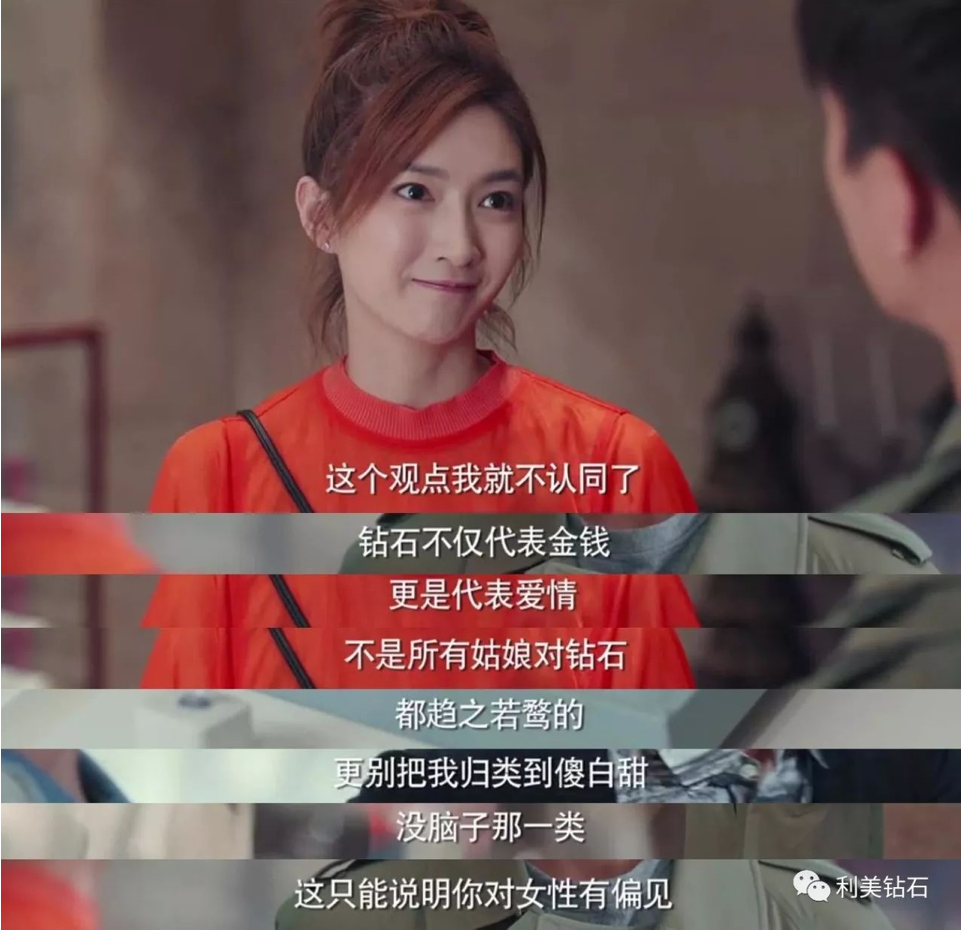 这个观点我就不认同了
钻石不仅代表金钱
更是代表爱情
不是所有姑娘对钻石
都趋之若鹜的
更别把我归类到傻白甜
没脑子那一类
这只能说明你对女性有偏见
利美钻石